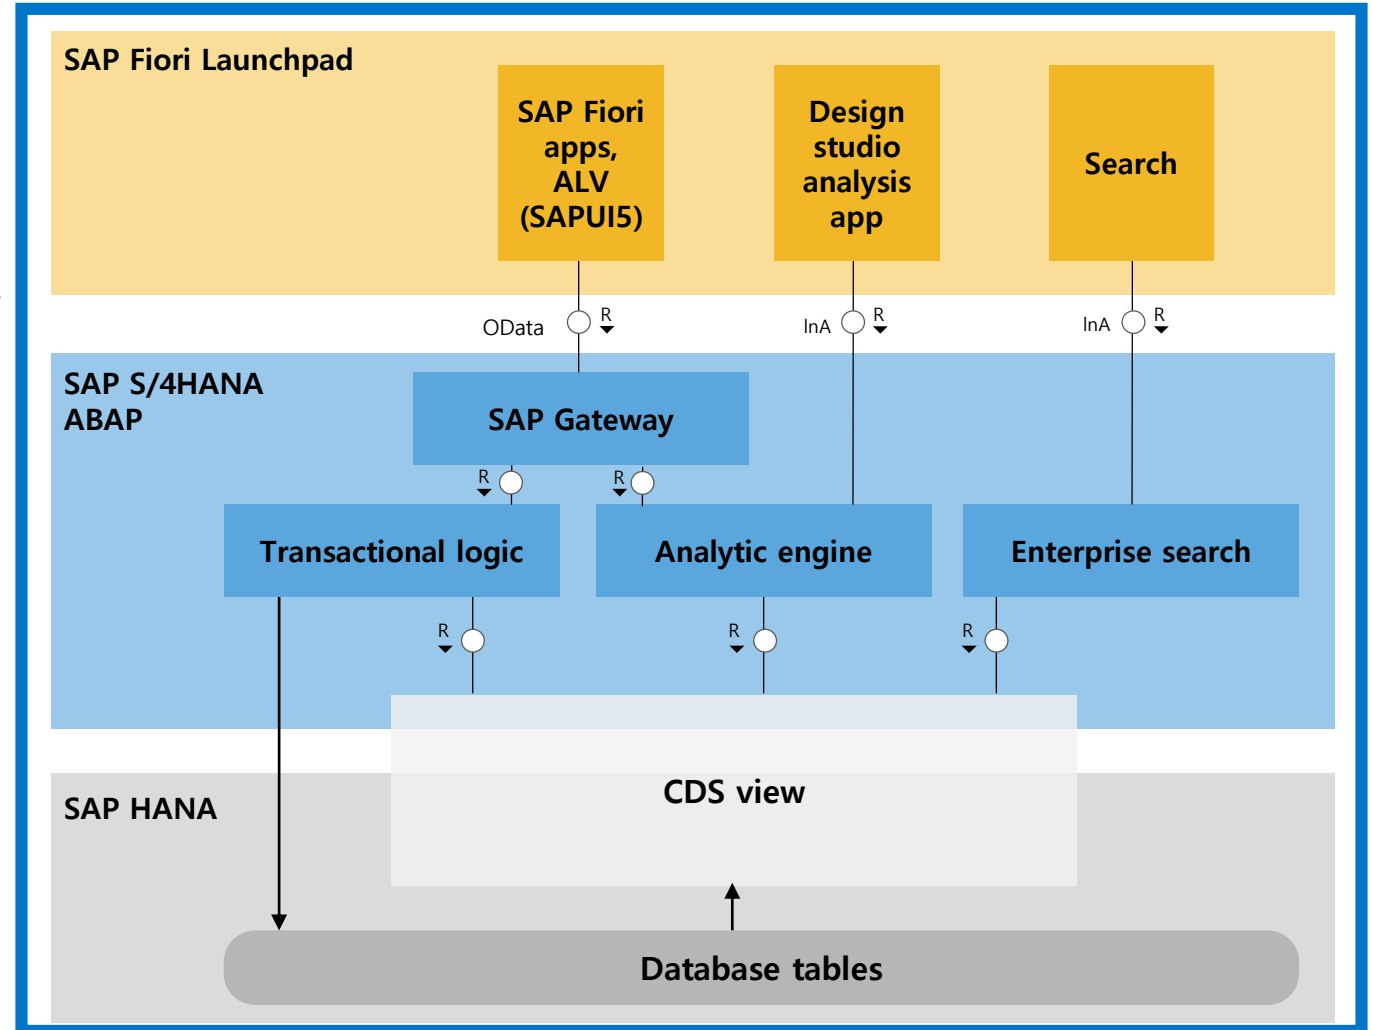 SAP Fiori Launchpad
SAP Fiori
apps,
ALV
(SAPUI5)
Design
studio
analysis
app
Search
OData
R
InA
R
InA
R
SAP S/4HANA
ABAP
SAP Gateway
R
R
Transactional logic
Analytic engine
Enterprise search
R
R
R
CDS view
SAP HANA
Database tables